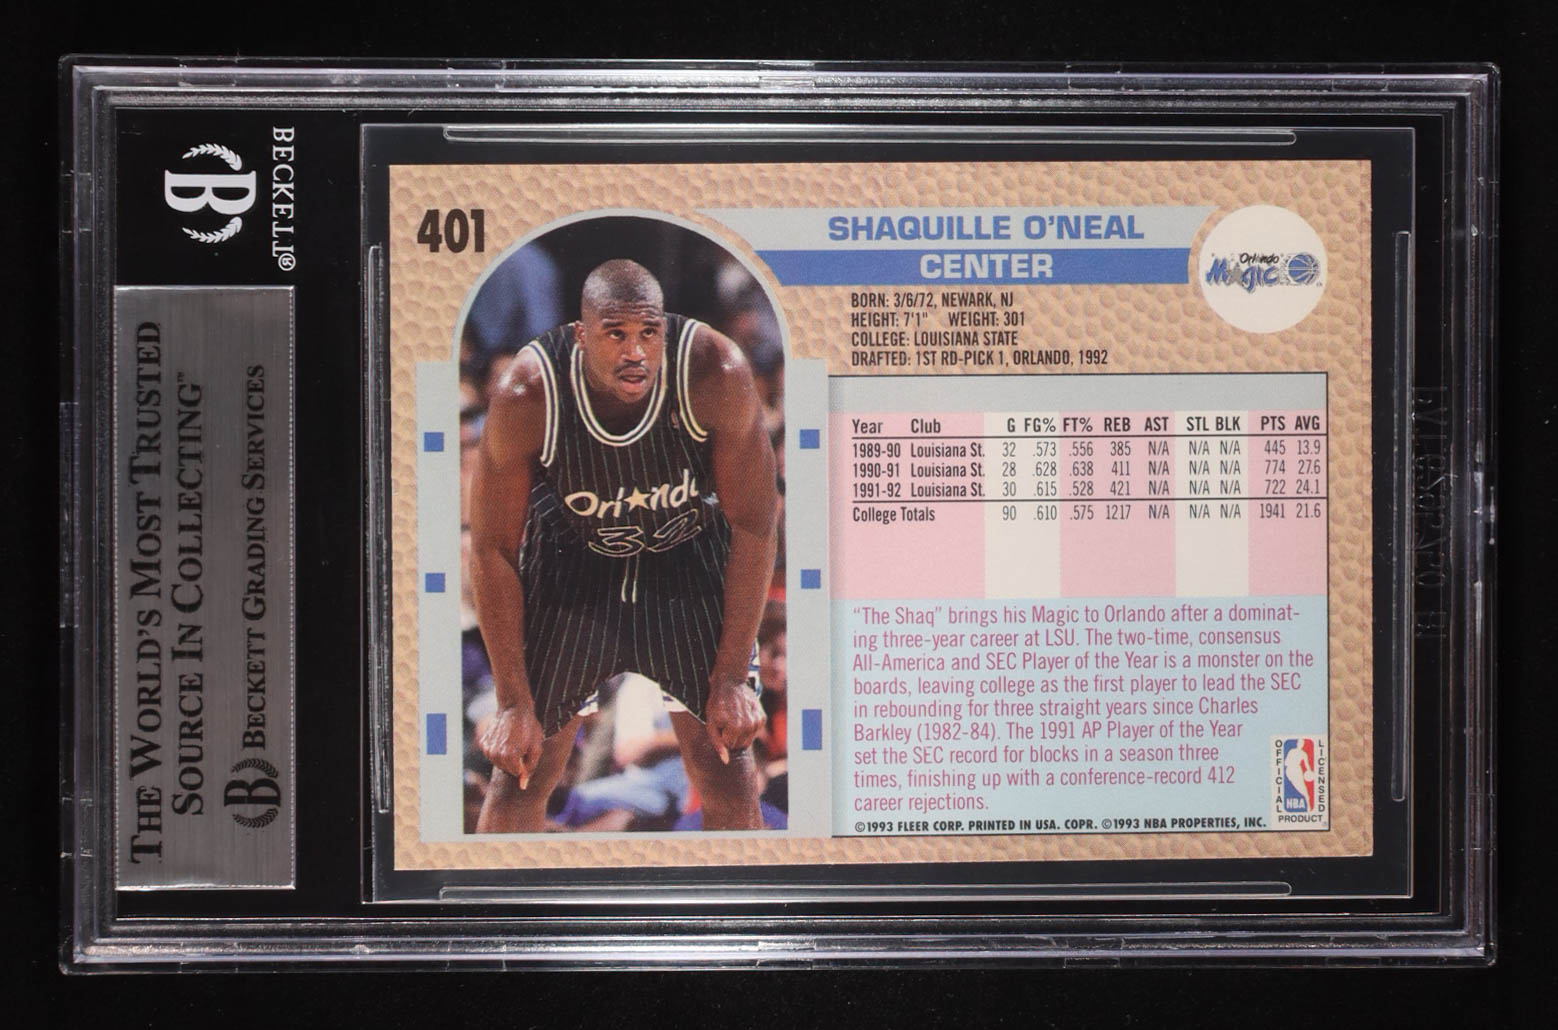 BECKETT®
B
THE WORLD'S MOST TRUSTED
SOURCE IN COLLECTING™
B BECKETT GRADING SERVICES
401
SHAQUILLE O'NEAL
CENTER
Orlando
Magic
BORN: 3/6/72, NEWARK, NJ
HEIGHT: 7'1" WEIGHT: 301
COLLEGE: LOUISIANA STATE
DRAFTED: 1ST RD-PICK 1, ORLANDO, 1992
Orlando
32
Year Club G FG% FT% REB AST STL BLK PTS AVG
1989-90 Louisiana St. 32 .573 .556 385 N/A N/A N/A 445 13.9
1990-91 Louisiana St. 28 .628 .638 411 N/A N/A N/A 774 27.6
1991-92 Louisiana St. 30 .615 .528 421 N/A N/A N/A 722 24.1
College Totals 90 .610 .575 1217 N/A N/A N/A 1941 21.6
"The Shaq" brings his Magic to Orlando after a dominat-
ing three-year career at LSU. The two-time, consensus
All-America and SEC Player of the Year is a monster on the
boards, leaving college as the first player to lead the SEC
in rebounding for three straight years since Charles
Barkley (1982-84). The 1991 AP Player of the Year
set the SEC record for blocks in a season three
times, finishing up with a conference-record 412
career rejections.
©1993 FLEER CORP. PRINTED IN USA. COPR. ©1993 NBA PROPERTIES, INC.
OFFICIAL
NBA
LICENSED
PRODUCT